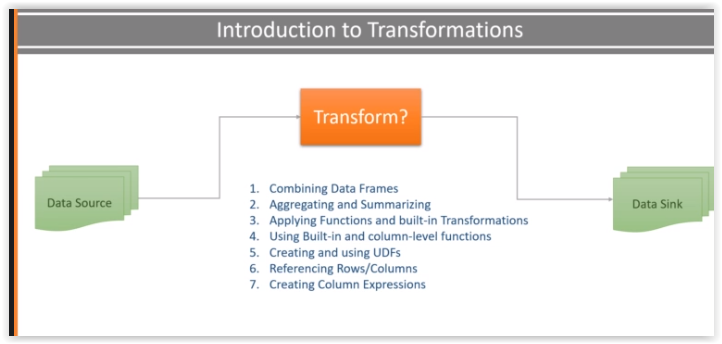 Introduction to Transformations
Transform?
Data Source
1. Combining Data Frames
2. Aggregating and Summarizing
3. Applying Functions and built-in Transformations
4. Using Built-in and column-level functions
5. Creating and using UDFs
6. Referencing Rows/Columns
7. Creating Column Expressions
Data Sink